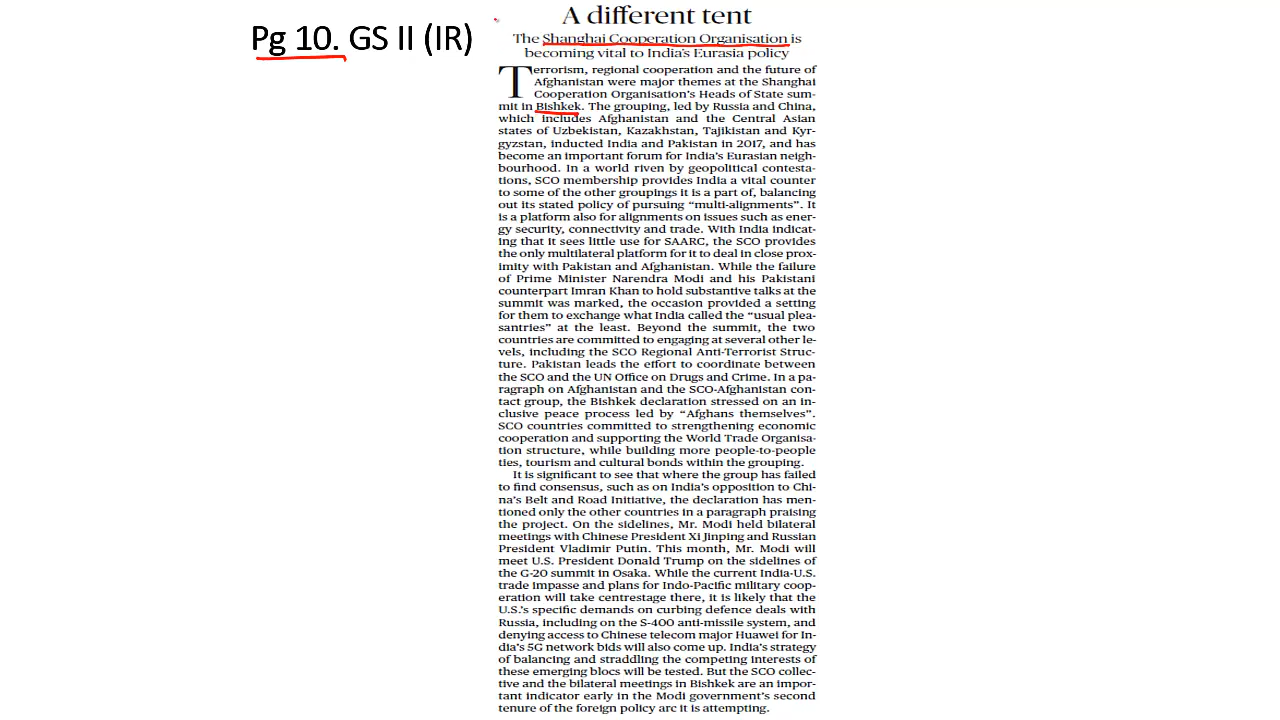 Pg 10. GS II (IR)
A different tent
The Shanghai Cooperation Organisation is
becoming vital to India's Eurasia policy
Terrorism, regional cooperation and the future of
Afghanistan were major themes at the Shanghai
Cooperation Organisation's Heads of State sum-
mit in Bishkek. The grouping, led by Russia and China,
which includes Afghanistan and the Central Asian
states of Uzbekistan, Kazakhstan, Tajikistan and Kyr-
gyzstan, inducted India and Pakistan in 2017, and has
become an important forum for India's Eurasian neigh-
bourhood. In a world riven by geopolitical contesta-
tions, SCO membership provides India a vital counter
to some of the other groupings it is a part of, balancing
out its stated policy of pursuing “multi-alignments”. It
is a platform also for alignments on issues such as ener-
gy security, connectivity and trade. With India indicat-
ing that it sees little use for SAARC, the SCO provides
the only multilateral platform for it to deal in close prox-
imity with Pakistan and Afghanistan. While the failure
of Prime Minister Narendra Modi and his Pakistani
counterpart Imran Khan to hold substantive talks at the
summit was marked, the occasion provided a setting
for them to exchange what India called the “usual plea-
santries” at the least. Beyond the summit, the two
countries are committed to engaging at several other le-
vels, including the SCO Regional Anti-Terrorist Struc-
ture. Pakistan leads the effort to coordinate between
the SCO and the UN Office on Drugs and Crime. In a pa-
ragraph on Afghanistan and the SCO-Afghanistan con-
tact group, the Bishkek declaration stressed on an in-
clusive peace process led by “Afghans themselves”.
SCO countries committed to strengthening economic
cooperation and supporting the World Trade Organisa-
tion structure, while building more people-to-people
ties, tourism and cultural bonds within the grouping.
It is significant to see that where the group has failed
to find consensus, such as on India's opposition to Chi-
na's Belt and Road Initiative, the declaration has men-
tioned only the other countries in a paragraph praising
the project. On the sidelines, Mr. Modi held bilateral
meetings with Chinese President Xi Jinping and Russian
President Vladimir Putin. This month, Mr. Modi will
meet U.S. President Donald Trump on the sidelines of
the G-20 summit in Osaka. While the current India-U.S.
trade impasse and plans for Indo-Pacific military coop-
eration will take centrestage there, it is likely that the
U.S.'s specific demands on curbing defence deals with
Russia, including on the S-400 anti-missile system, and
denying access to Chinese telecom major Huawei for In-
dia's 5G network bids will also come up. India's strategy
of balancing and straddling the competing interests of
these emerging blocs will be tested. But the SCO collec-
tive and the bilateral meetings in Bishkek are an impor-
tant indicator early in the Modi government's second
tenure of the foreign policy arc it is attempting.